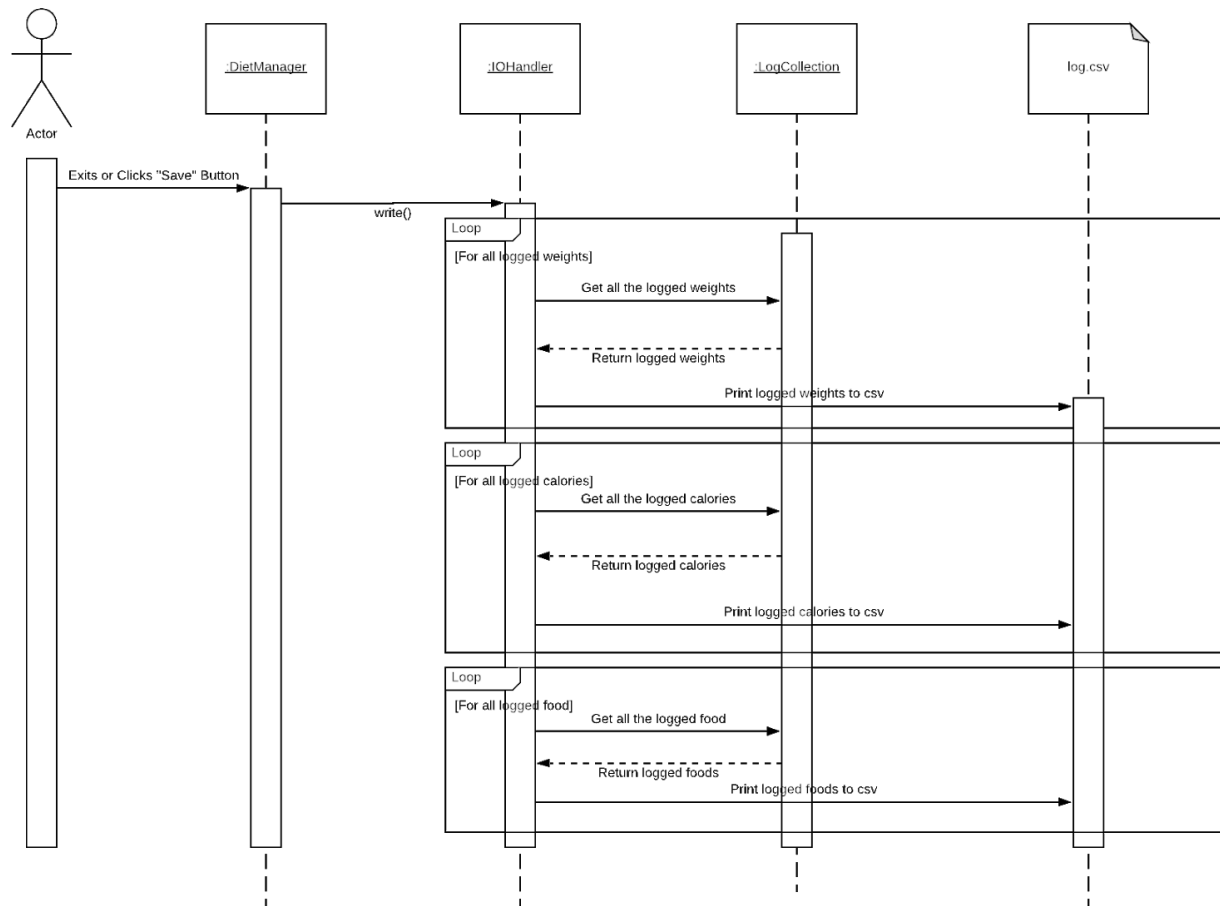 :DietManager
:IOHandler
:LogCollection
log.csv
Actor
Exits or Clicks "Save" Button
write()
Loop
[For all logged weights]
Get all the logged weights
Return logged weights
Print logged weights to csv
Loop
[For all logged calories]
Get all the logged calories
Return logged calories
Print logged calories to csv
Loop
[For all logged food]
Get all the logged food
Return logged foods
Print logged foods to csv